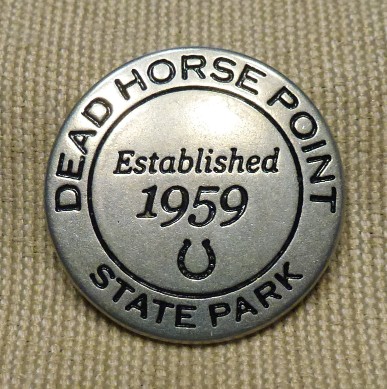 DEAD HORSE POINT
Established
1959
STATE PARK